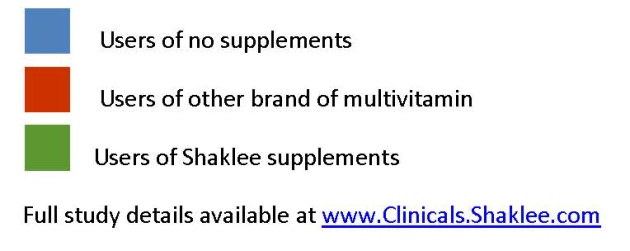 Users of no supplements
Users of other brand of multivitamin
Users of Shaklee supplements
Full study details available at www.Clinicals.Shaklee.com